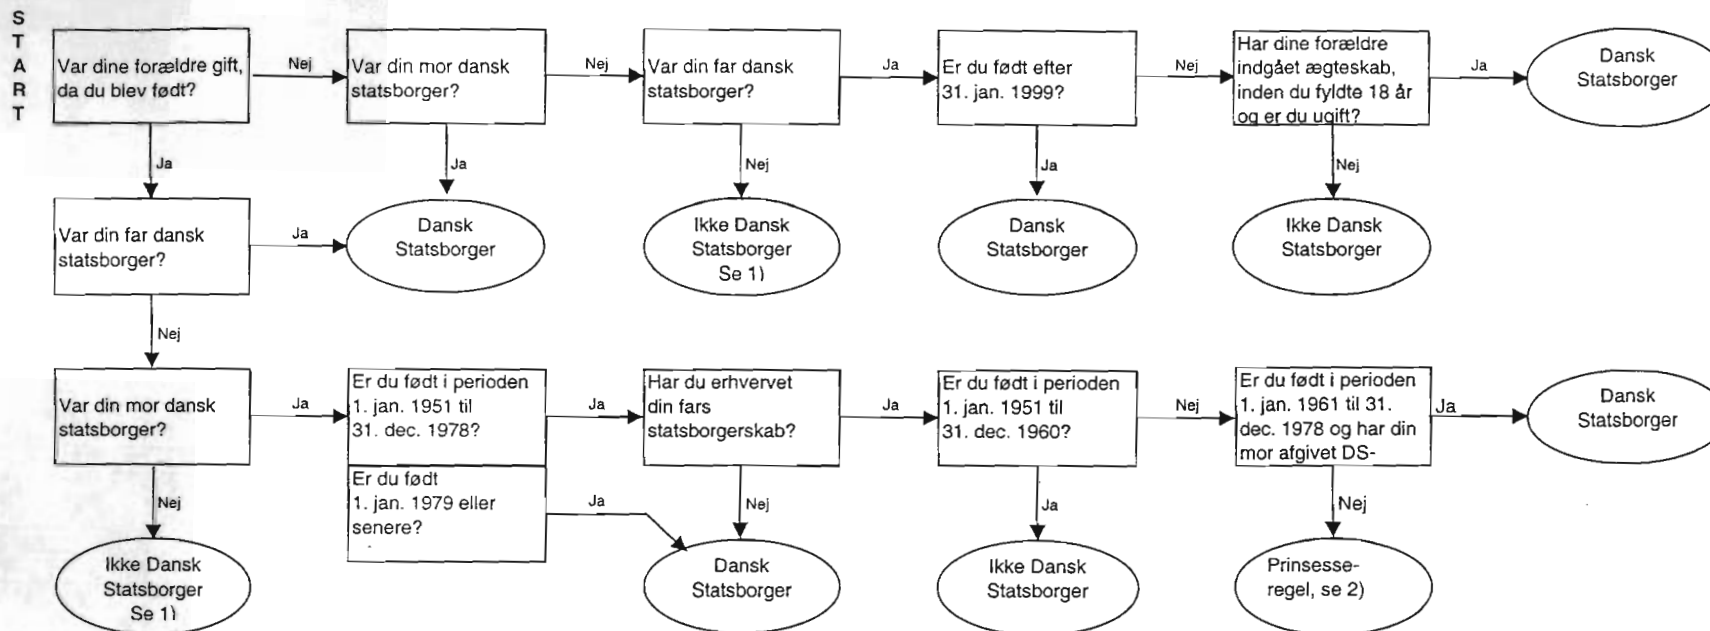 S
T
A
R
T
Var dine forældre gift,
da du blev født?
Nej
Var din mor dansk
statsborger?
Nej
Var din far dansk
statsborger?
Ja
Er du født efter
31. jan. 1999?
Nej
Har dine forældre
indgået ægteskab,
inden du fyldte 18 år
og er du ugift?
Ja
Dansk
Statsborger
Ja
Ja
Nej
Ja
Nej
Var din far dansk
statsborger?
Ja
Dansk
Statsborger
Ikke Dansk
Statsborger
Se 1)
Dansk
Statsborger
Ikke Dansk
Statsborger
Nej
Var din mor dansk
statsborger?
Ja
Er du født i perioden
1. jan. 1951 til
31. dec. 1978?
Ja
Har du erhvervet
din fars
statsborgerskab?
Ja
Er du født i perioden
1. jan. 1951 til
31. dec. 1960?
Nej
Er du født i perioden
1. jan. 1961 til 31.
dec. 1978 og har din
mor afgivet DS-
Ja
Dansk
Statsborger
Er du født
1. jan. 1979 eller
senere?
Ja
Nej
Nej
Ja
Nej
Ikke Dansk
Statsborger
Se 1)
Dansk
Statsborger
Ikke Dansk
Statsborger
Prinsesse-
regel, se 2)